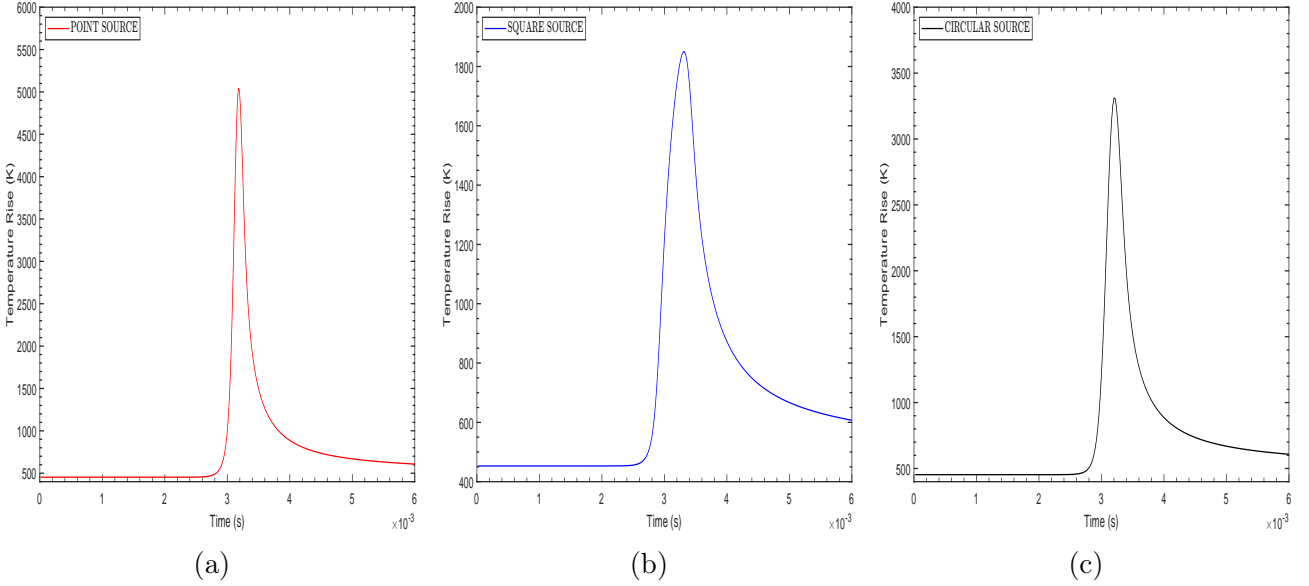 POINT SOURCE
Temperature Rise (K)
6000
5500
5000
4500
4000
3500
3000
2500
2000
1500
1000
500
0 1 2 3 4 5 6
Time (s)
×10-3
(a)
SQUARE SOURCE
Temperature Rise (K)
2000
1800
1600
1400
1200
1000
800
600
400
0 1 2 3 4 5 6
Time (s)
×10-3
(b)
CIRCULAR SOURCE
Temperature Rise (K)
4000
3500
3000
2500
2000
1500
1000
500
0 1 2 3 4 5 6
Time (s)
×10-3
(c)